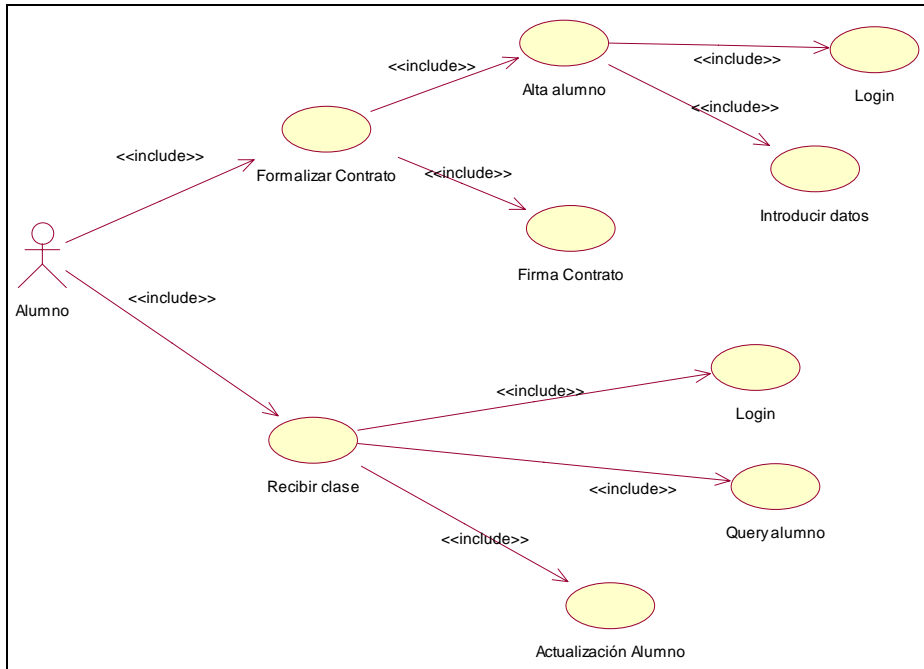 Alta alumno
<<include>>
Login
<<include>>
<<include>>
Formalizar Contrato
<<include>>
<<include>>
Introducir datos
Firma Contrato
Alumno
<<include>>
<<include>>
Login
Recibir clase
<<include>>
Query alumno
<<include>>
Actualización Alumno